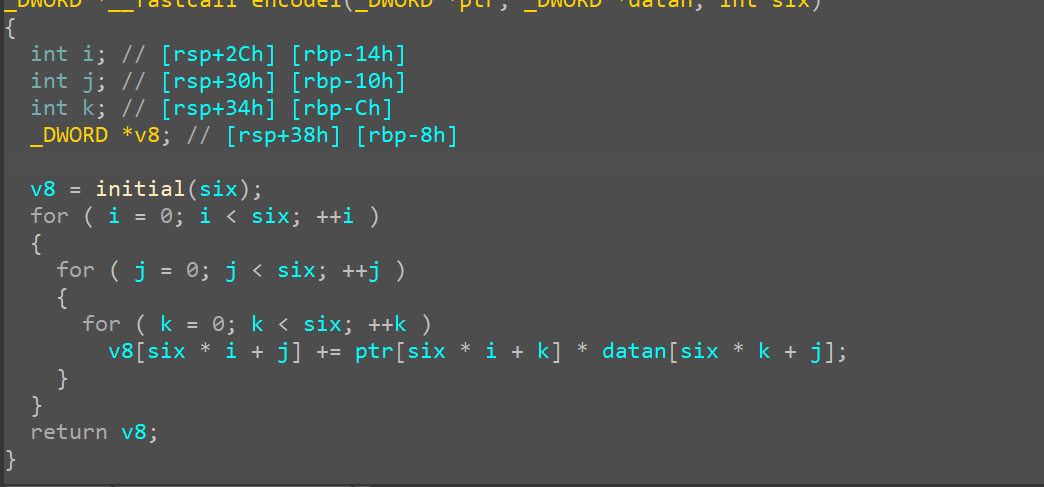 _DWORD *__fastcall encode1(_DWORD *ptr, _DWORD *datan, int six)
{
  int i; // [rsp+2Ch] [rbp-14h]
  int j; // [rsp+30h] [rbp-10h]
  int k; // [rsp+34h] [rbp-Ch]
  _DWORD *v8; // [rsp+38h] [rbp-8h]

  v8 = initial(six);
  for ( i = 0; i < six; ++i )
  {
    for ( j = 0; j < six; ++j )
    {
      for ( k = 0; k < six; ++k )
        v8[six * i + j] += ptr[six * i + k] * datan[six * k + j];
    }
  }
  return v8;
}